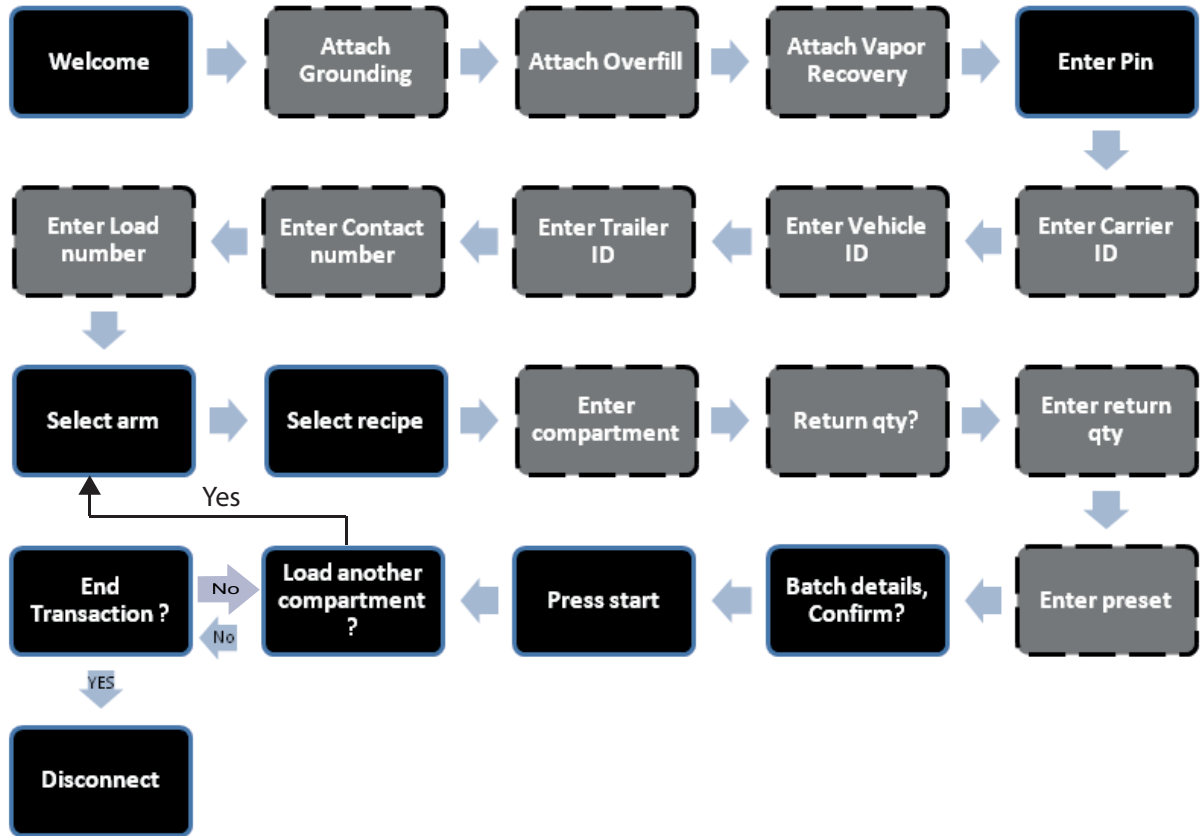 Welcome
Attach
Grounding
Attach Overfill
Attach Vapor
Recovery
Enter Pin
Enter Carrier
ID
Enter Vehicle
ID
Enter Trailer
ID
Enter Contact
number
Enter Load
number
Select arm
Select recipe
Enter
compartment
Return qty?
Enter return
qty
Enter preset
Batch details,
Confirm?
Press start
Load another
compartment
?
Yes
No
No
End
Transaction ?
YES
Disconnect